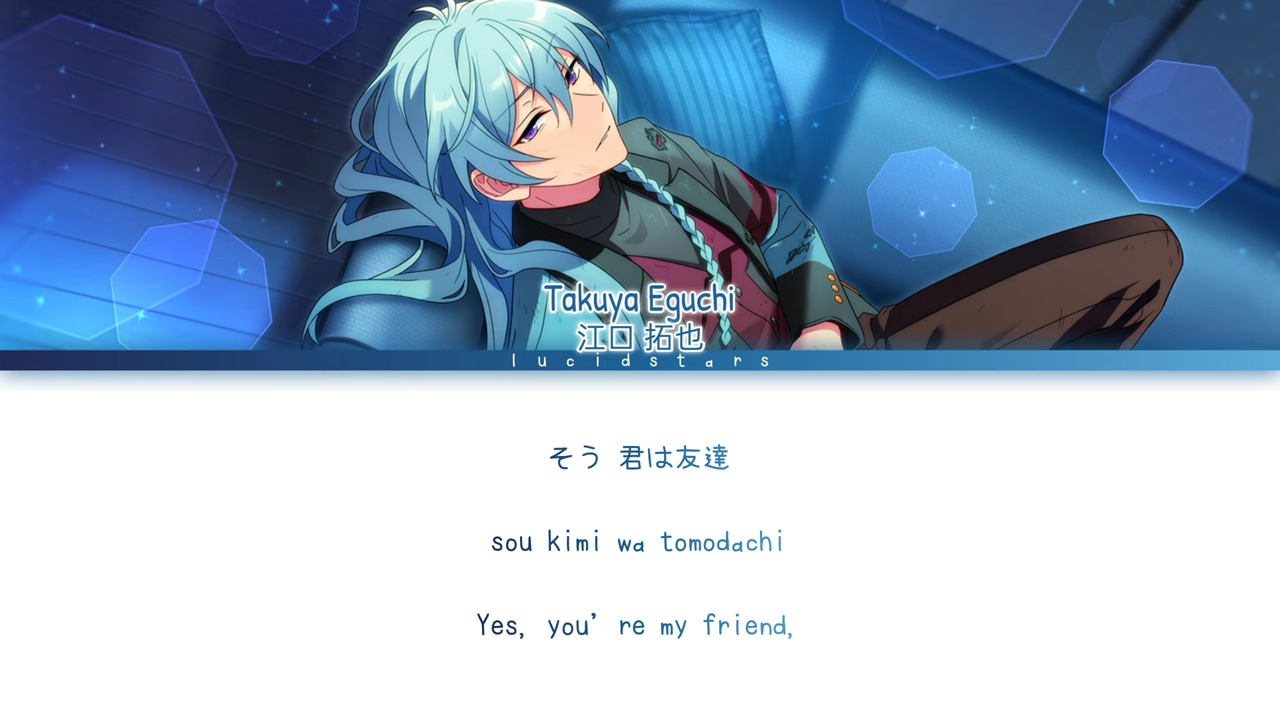 Takuya Eguchi
江口 拓也
lucidstars
そう 君は友達
sou kimi wa tomodachi
Yes, you're my friend,